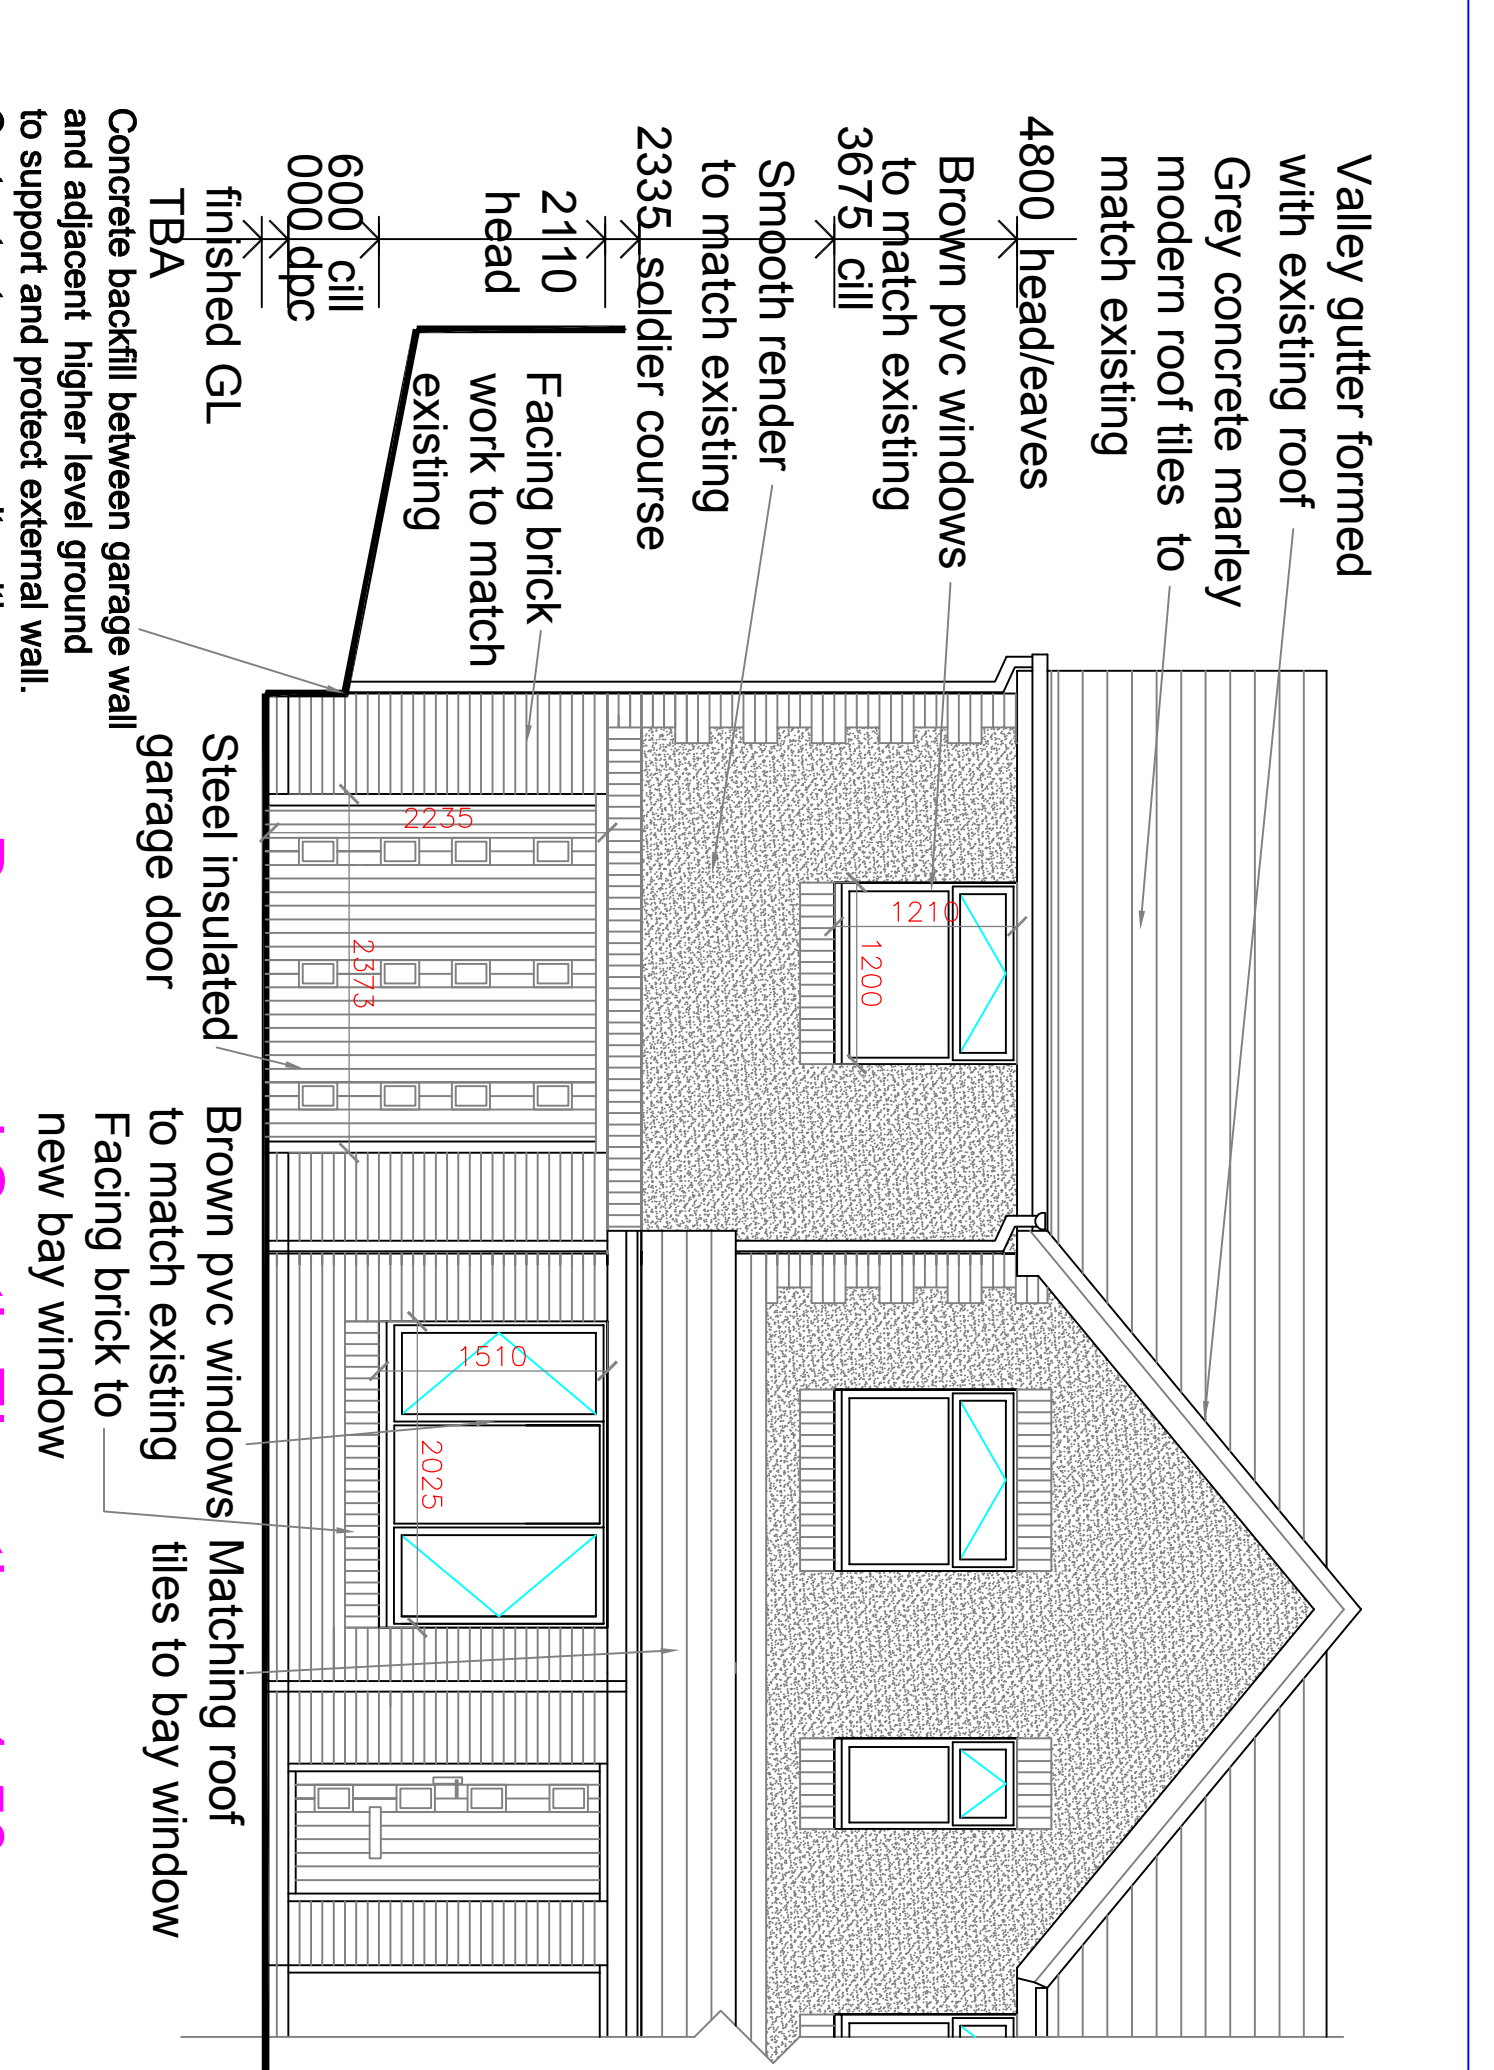 Valley gutter formed
with existing roof
Grey concrete marley
modern roof tiles to
match existing
4800 head/eaves
Brown pvc windows
to match existing
3675 cill
Smooth render
to match existing
2335 soldier course
2110
head
Facing brick
work to match
existing
600 cill
000 dpc
finished GL
TBA
Concrete backfill between garage wall
and adjacent higher level ground
to support and protect external wall.
1210
1200
2235
2373
1510
2025
Steel insulated
garage door
Brown pvc windows
to match existing
Facing brick to
new bay window
Matching roof
tiles to bay window